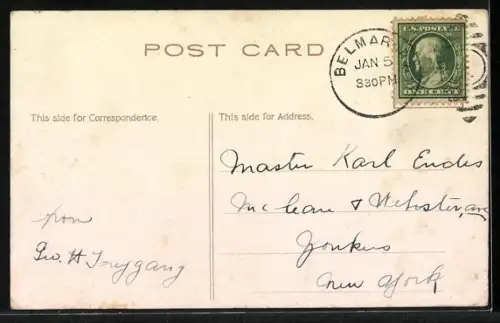 POST CARD
BELMAR
JAN 5
330PM
U.S. POSTAGE
ONE CENT
This side for Correspondence.
This side for Address.
Master Karl Endes
McLean & Webster, av
Yonkers
New York
from
Geo. H